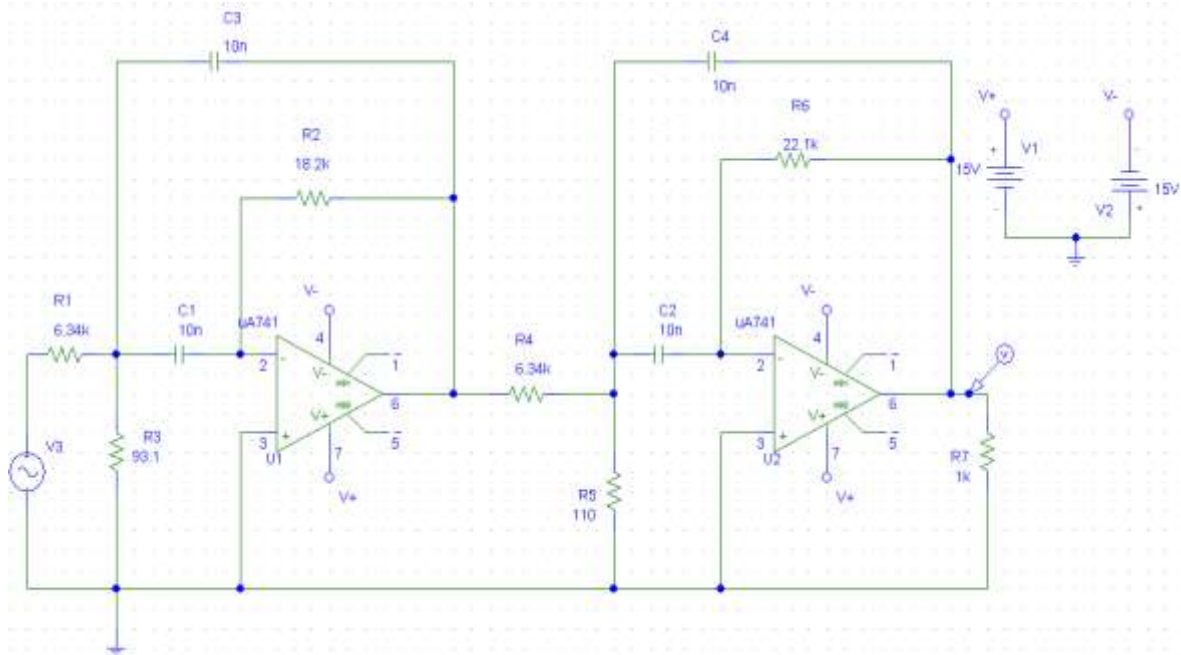 C3
10n
C4
10n
R2
18.2k
R6
22.1k
V+
V-
+
V1
15V
-
-
V2
15V
+
R1
6.34k
C1
10n
uA741
V-
4
2
-
V-
1
6
V+
5
3
+
7
U1
V+
R4
6.34k
C2
10n
uA741
V-
4
2
-
V-
1
6
V+
5
3
+
7
U2
V+
V
V3
R3
93.1
R5
110
R7
1k